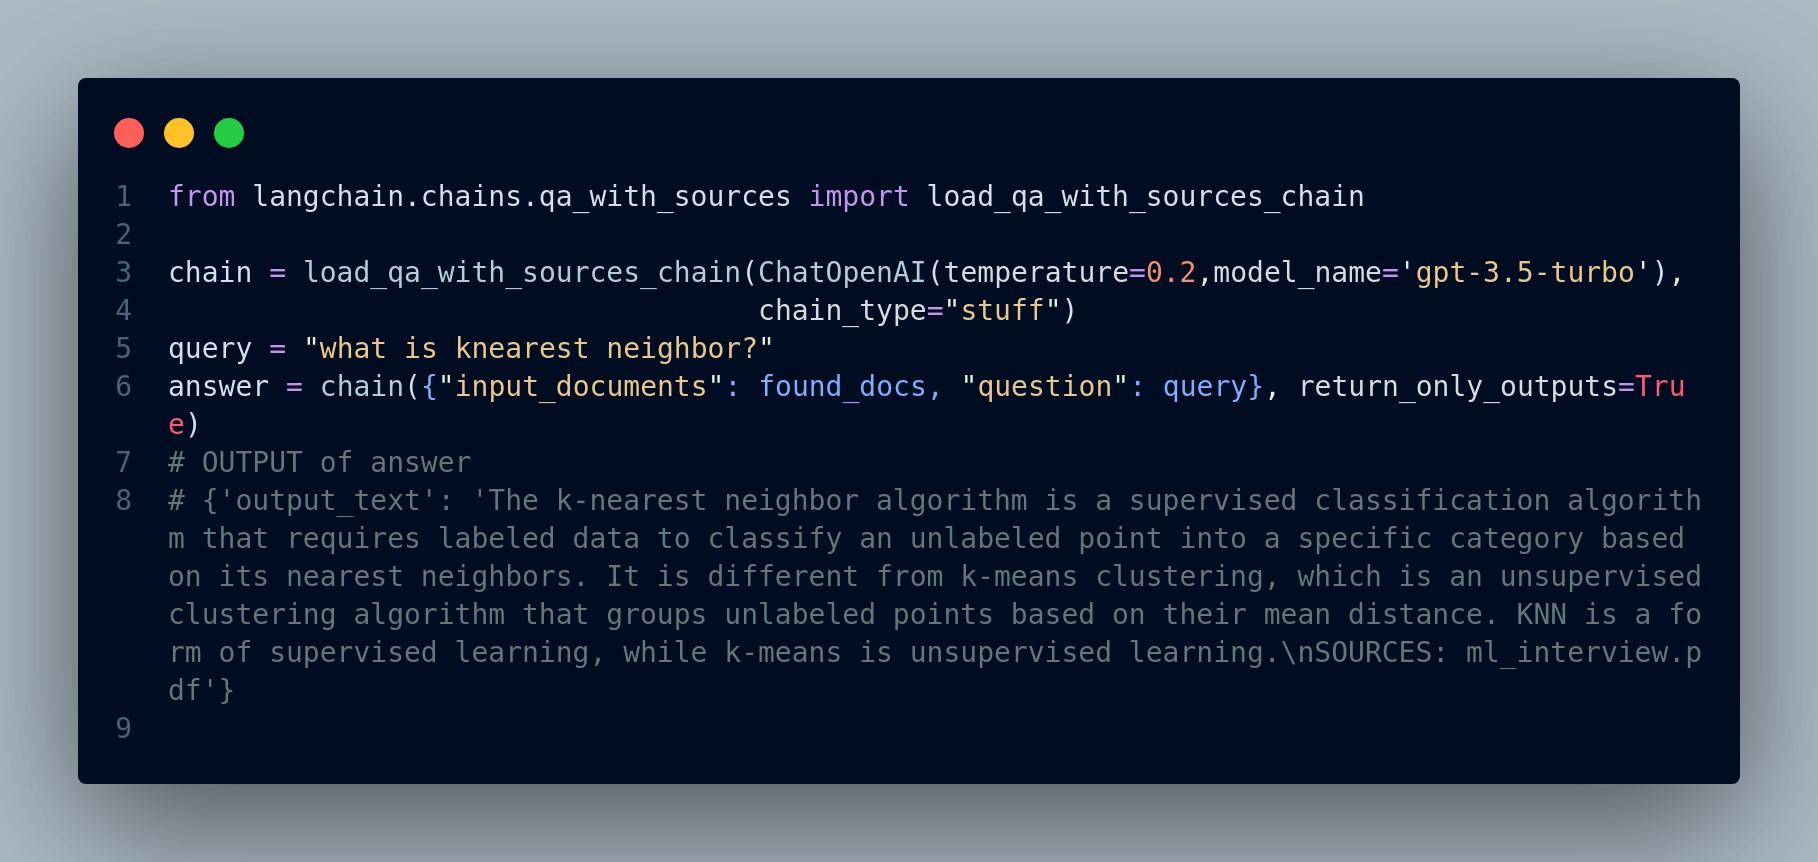 1 from langchain.chains.qa_with_sources import load_qa_with_sources_chain
2
3 chain = load_qa_with_sources_chain(ChatOpenAI(temperature=0.2,model_name='gpt-3.5-turbo'),
4                                    chain_type="stuff")
5 query = "what is knearest neighbor?"
6 answer = chain({"input_documents": found_docs, "question": query}, return_only_outputs=Tru
e)
7 # OUTPUT of answer
8 # {'output_text': 'The k-nearest neighbor algorithm is a supervised classification algorith
m that requires labeled data to classify an unlabeled point into a specific category based
on its nearest neighbors. It is different from k-means clustering, which is an unsupervised
clustering algorithm that groups unlabeled points based on their mean distance. KNN is a fo
rm of supervised learning, while k-means is unsupervised learning.\nSOURCES: ml_interview.p
df'}
9